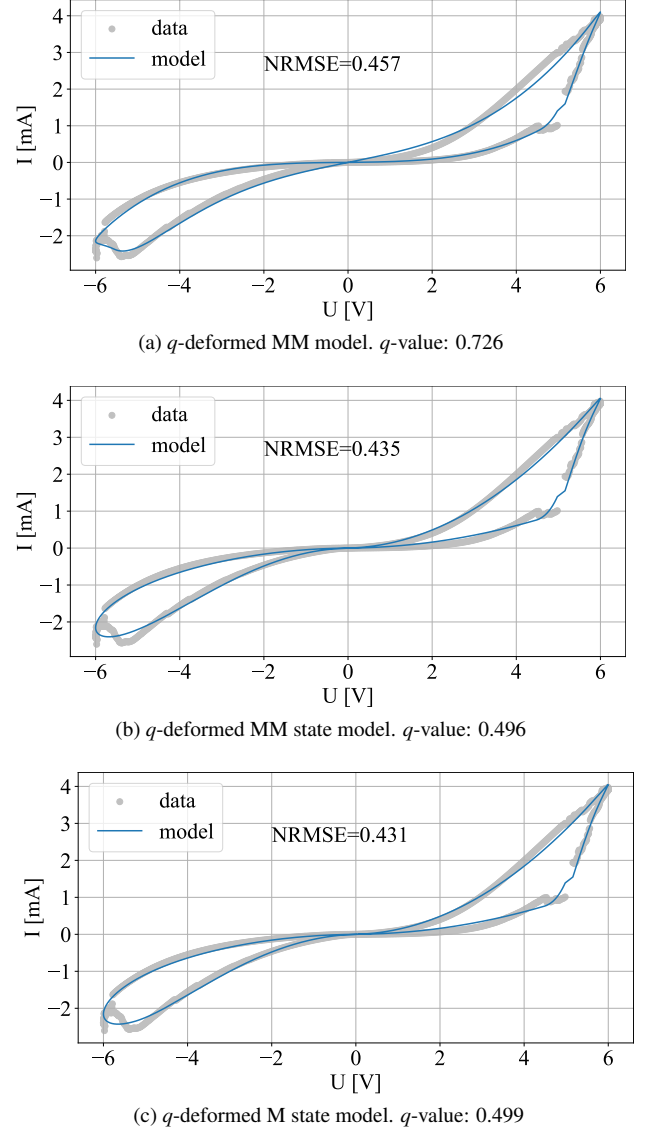 4
3
2
1
0
−1
−2
I [mA]
data
model
NRMSE=0.457
−6 −4 −2 0 2 4 6
U [V]
(a) q-deformed MM model. q-value: 0.726
4
3
2
1
0
−1
−2
I [mA]
data
model
NRMSE=0.435
−6 −4 −2 0 2 4 6
U [V]
(b) q-deformed MM state model. q-value: 0.496
4
3
2
1
0
−1
−2
I [mA]
data
model
NRMSE=0.431
−6 −4 −2 0 2 4 6
U [V]
(c) q-deformed M state model. q-value: 0.499